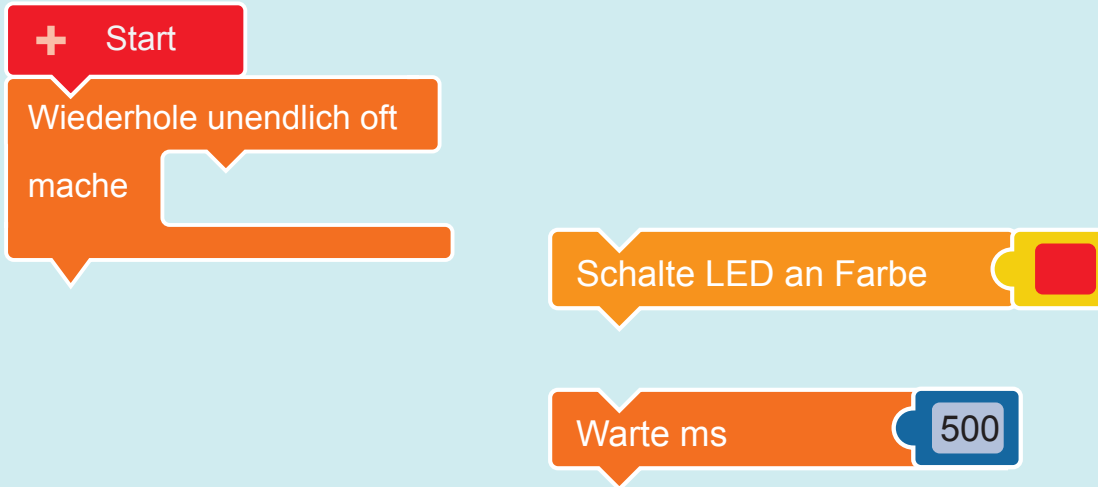 + Start
Wiederhole unendlich oft
mache
Schalte LED an Farbe
Warte ms 500